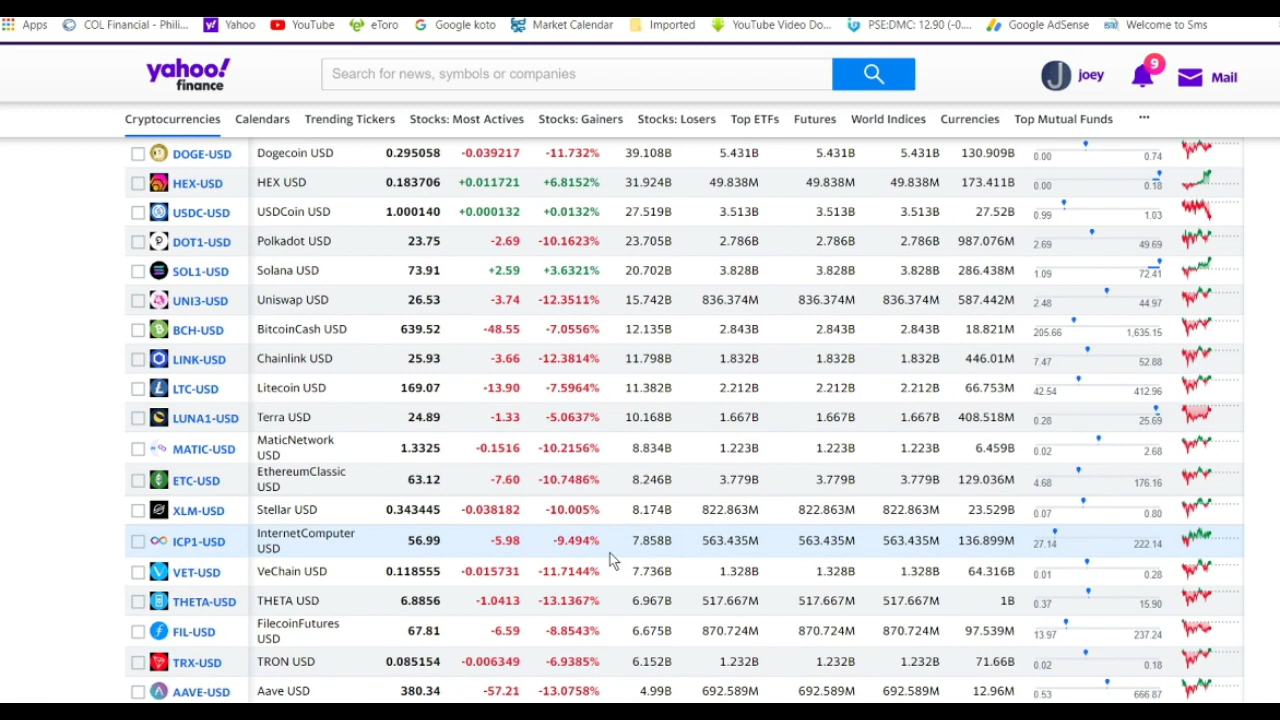 Apps COL Financial - Phili... Yahoo YouTube eToro Google koto Market Calendar Imported YouTube Video Do... PSE:DMC: 12.90 (-0.... Google AdSense Welcome to Sms
yahoo! finance Search for news, symbols or companies J joey 9 Mail
Cryptocurrencies Calendars Trending Tickers Stocks: Most Actives Stocks: Gainers Stocks: Losers Top ETFs Futures World Indices Currencies Top Mutual Funds ...
DOGE-USD Dogecoin USD 0.295058 -0.039217 -11.732% 39.108B 5.431B 5.431B 5.431B 130.909B 0.00 0.74
HEX-USD HEX USD 0.183706 +0.011721 +6.8152% 31.924B 49.838M 49.838M 49.838M 173.411B 0.00 0.18
USDC-USD USDCoin USD 1.000140 +0.000132 +0.0132% 27.519B 3.513B 3.513B 3.513B 27.52B 0.99 1.03
DOT1-USD Polkadot USD 23.75 -2.69 -10.1623% 23.705B 2.786B 2.786B 2.786B 987.076M 2.69 49.69
SOL1-USD Solana USD 73.91 +2.59 +3.6321% 20.702B 3.828B 3.828B 3.828B 286.438M 1.09 72.41
UNI3-USD Uniswap USD 26.53 -3.74 -12.3511% 15.742B 836.374M 836.374M 836.374M 587.442M 2.48 44.97
BCH-USD BitcoinCash USD 639.52 -48.55 -7.0556% 12.135B 2.843B 2.843B 2.843B 18.821M 205.66 1,635.15
LINK-USD Chainlink USD 25.93 -3.66 -12.3814% 11.798B 1.832B 1.832B 1.832B 446.01M 7.47 52.88
LTC-USD Litecoin USD 169.07 -13.90 -7.5964% 11.382B 2.212B 2.212B 2.212B 66.753M 42.54 412.96
LUNA1-USD Terra USD 24.89 -1.33 -5.0637% 10.168B 1.667B 1.667B 1.667B 408.518M 0.28 25.69
MATIC-USD MaticNetwork USD 1.3325 -0.1516 -10.2156% 8.834B 1.223B 1.223B 1.223B 6.459B 0.02 2.68
ETC-USD EthereumClassic USD 63.12 -7.60 -10.7486% 8.246B 3.779B 3.779B 3.779B 129.036M 4.68 176.16
XLM-USD Stellar USD 0.343445 -0.038182 -10.005% 8.174B 822.863M 822.863M 822.863M 23.529B 0.07 0.80
ICP1-USD InternetComputer USD 56.99 -5.98 -9.494% 7.858B 563.435M 563.435M 563.435M 136.899M 27.14 222.14
VET-USD VeChain USD 0.118555 -0.015731 -11.7144% 7.736B 1.328B 1.328B 1.328B 64.316B 0.01 0.28
THETA-USD THETA USD 6.8856 -1.0413 -13.1367% 6.967B 517.667M 517.667M 517.667M 1B 0.37 15.90
FIL-USD FilecoinFutures USD 67.81 -6.59 -8.8543% 6.675B 870.724M 870.724M 870.724M 97.539M 13.97 237.24
TRX-USD TRON USD 0.085154 -0.006349 -6.9385% 6.152B 1.232B 1.232B 1.232B 71.66B 0.02 0.18
AAVE-USD Aave USD 380.34 -57.21 -13.0758% 4.99B 692.589M 692.589M 692.589M 12.96M 0.53 666.87